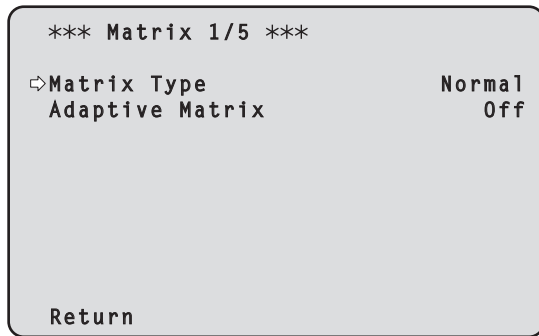 *** Matrix 1/5 ***
⇨Matrix Type Normal
Adaptive Matrix Off
Return